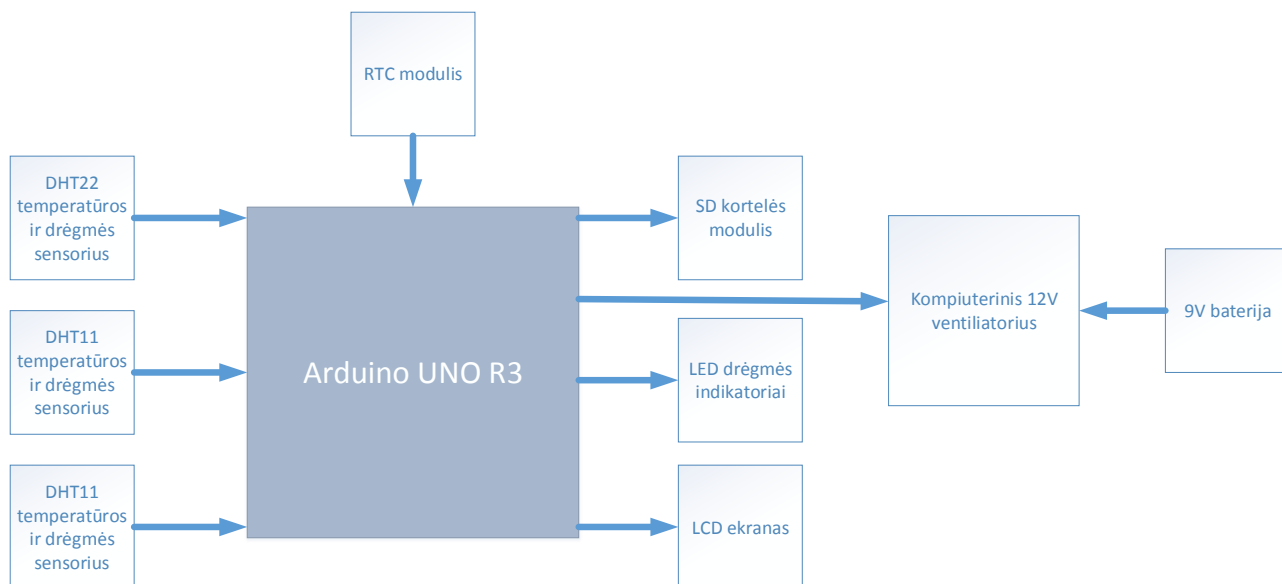 RTC modulis
DHT22
temperatūros
ir drėgmės
sensorius
SD kortelės
modulis
Kompiuterinis 12V
ventiliatorius
9V baterija
DHT11
temperatūros
ir drėgmės
sensorius
Arduino UNO R3
LED drėgmės
indikatoriai
DHT11
temperatūros
ir drėgmės
sensorius
LCD ekranas